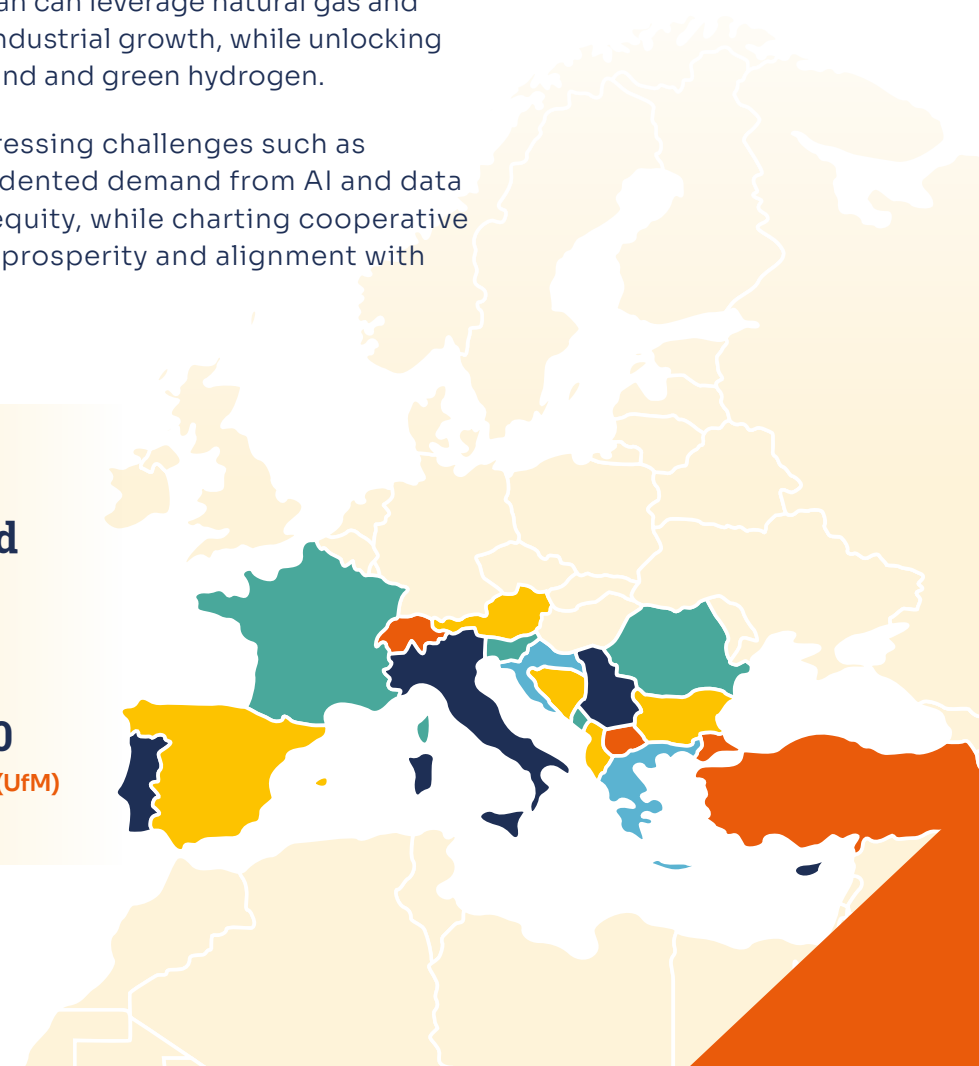 an can leverage natural gas and
ndustrial growth, while unlocking
nd and green hydrogen.
ressing challenges such as
dented demand from AI and data
equity, while charting cooperative
prosperity and alignment with
d
0
(UfM)